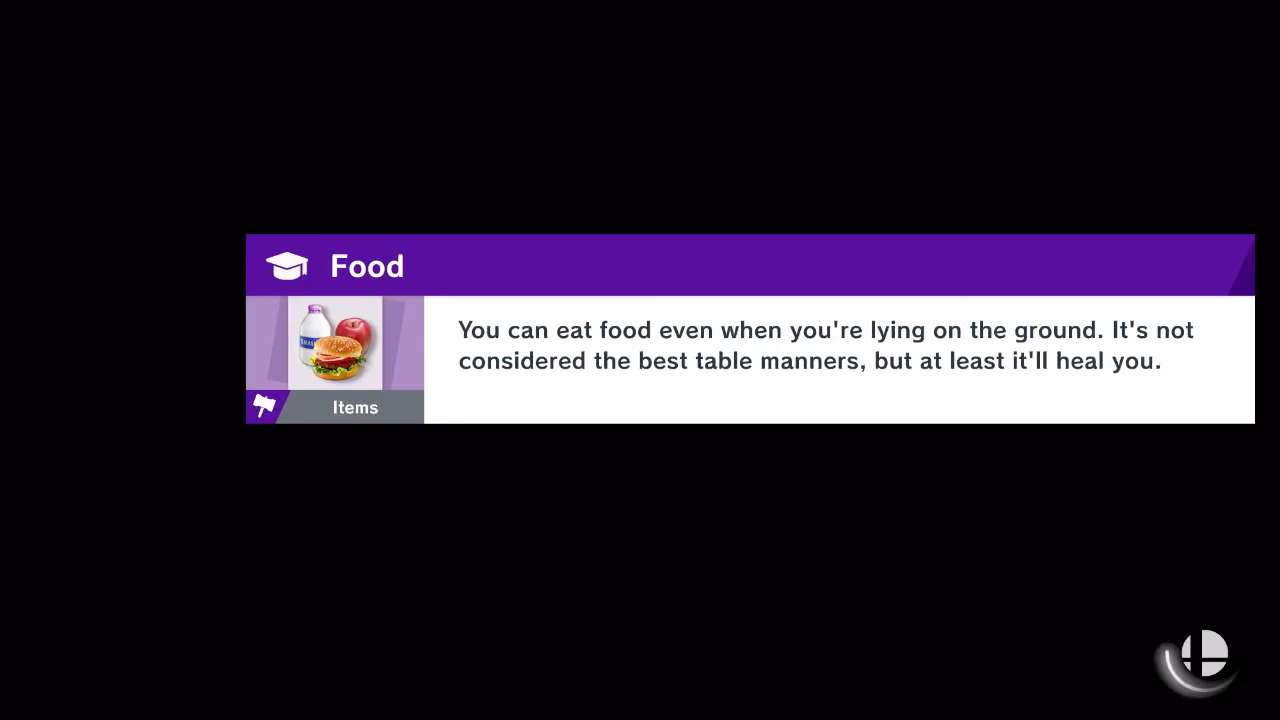 Food
You can eat food even when you're lying on the ground. It's not
considered the best table manners, but at least it'll heal you.
Items